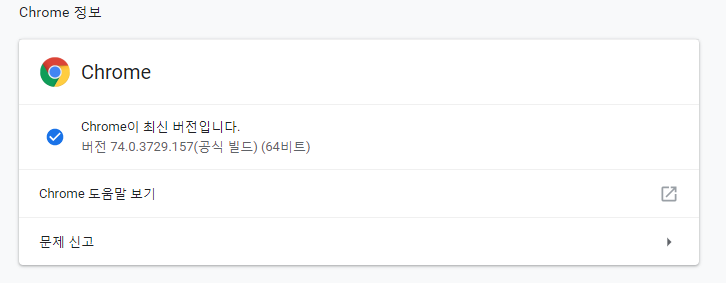 Chrome 정보
Chrome
Chrome이 최신 버전입니다.
버전 74.0.3729.157(공식 빌드) (64비트)
Chrome 도움말 보기
문제 신고